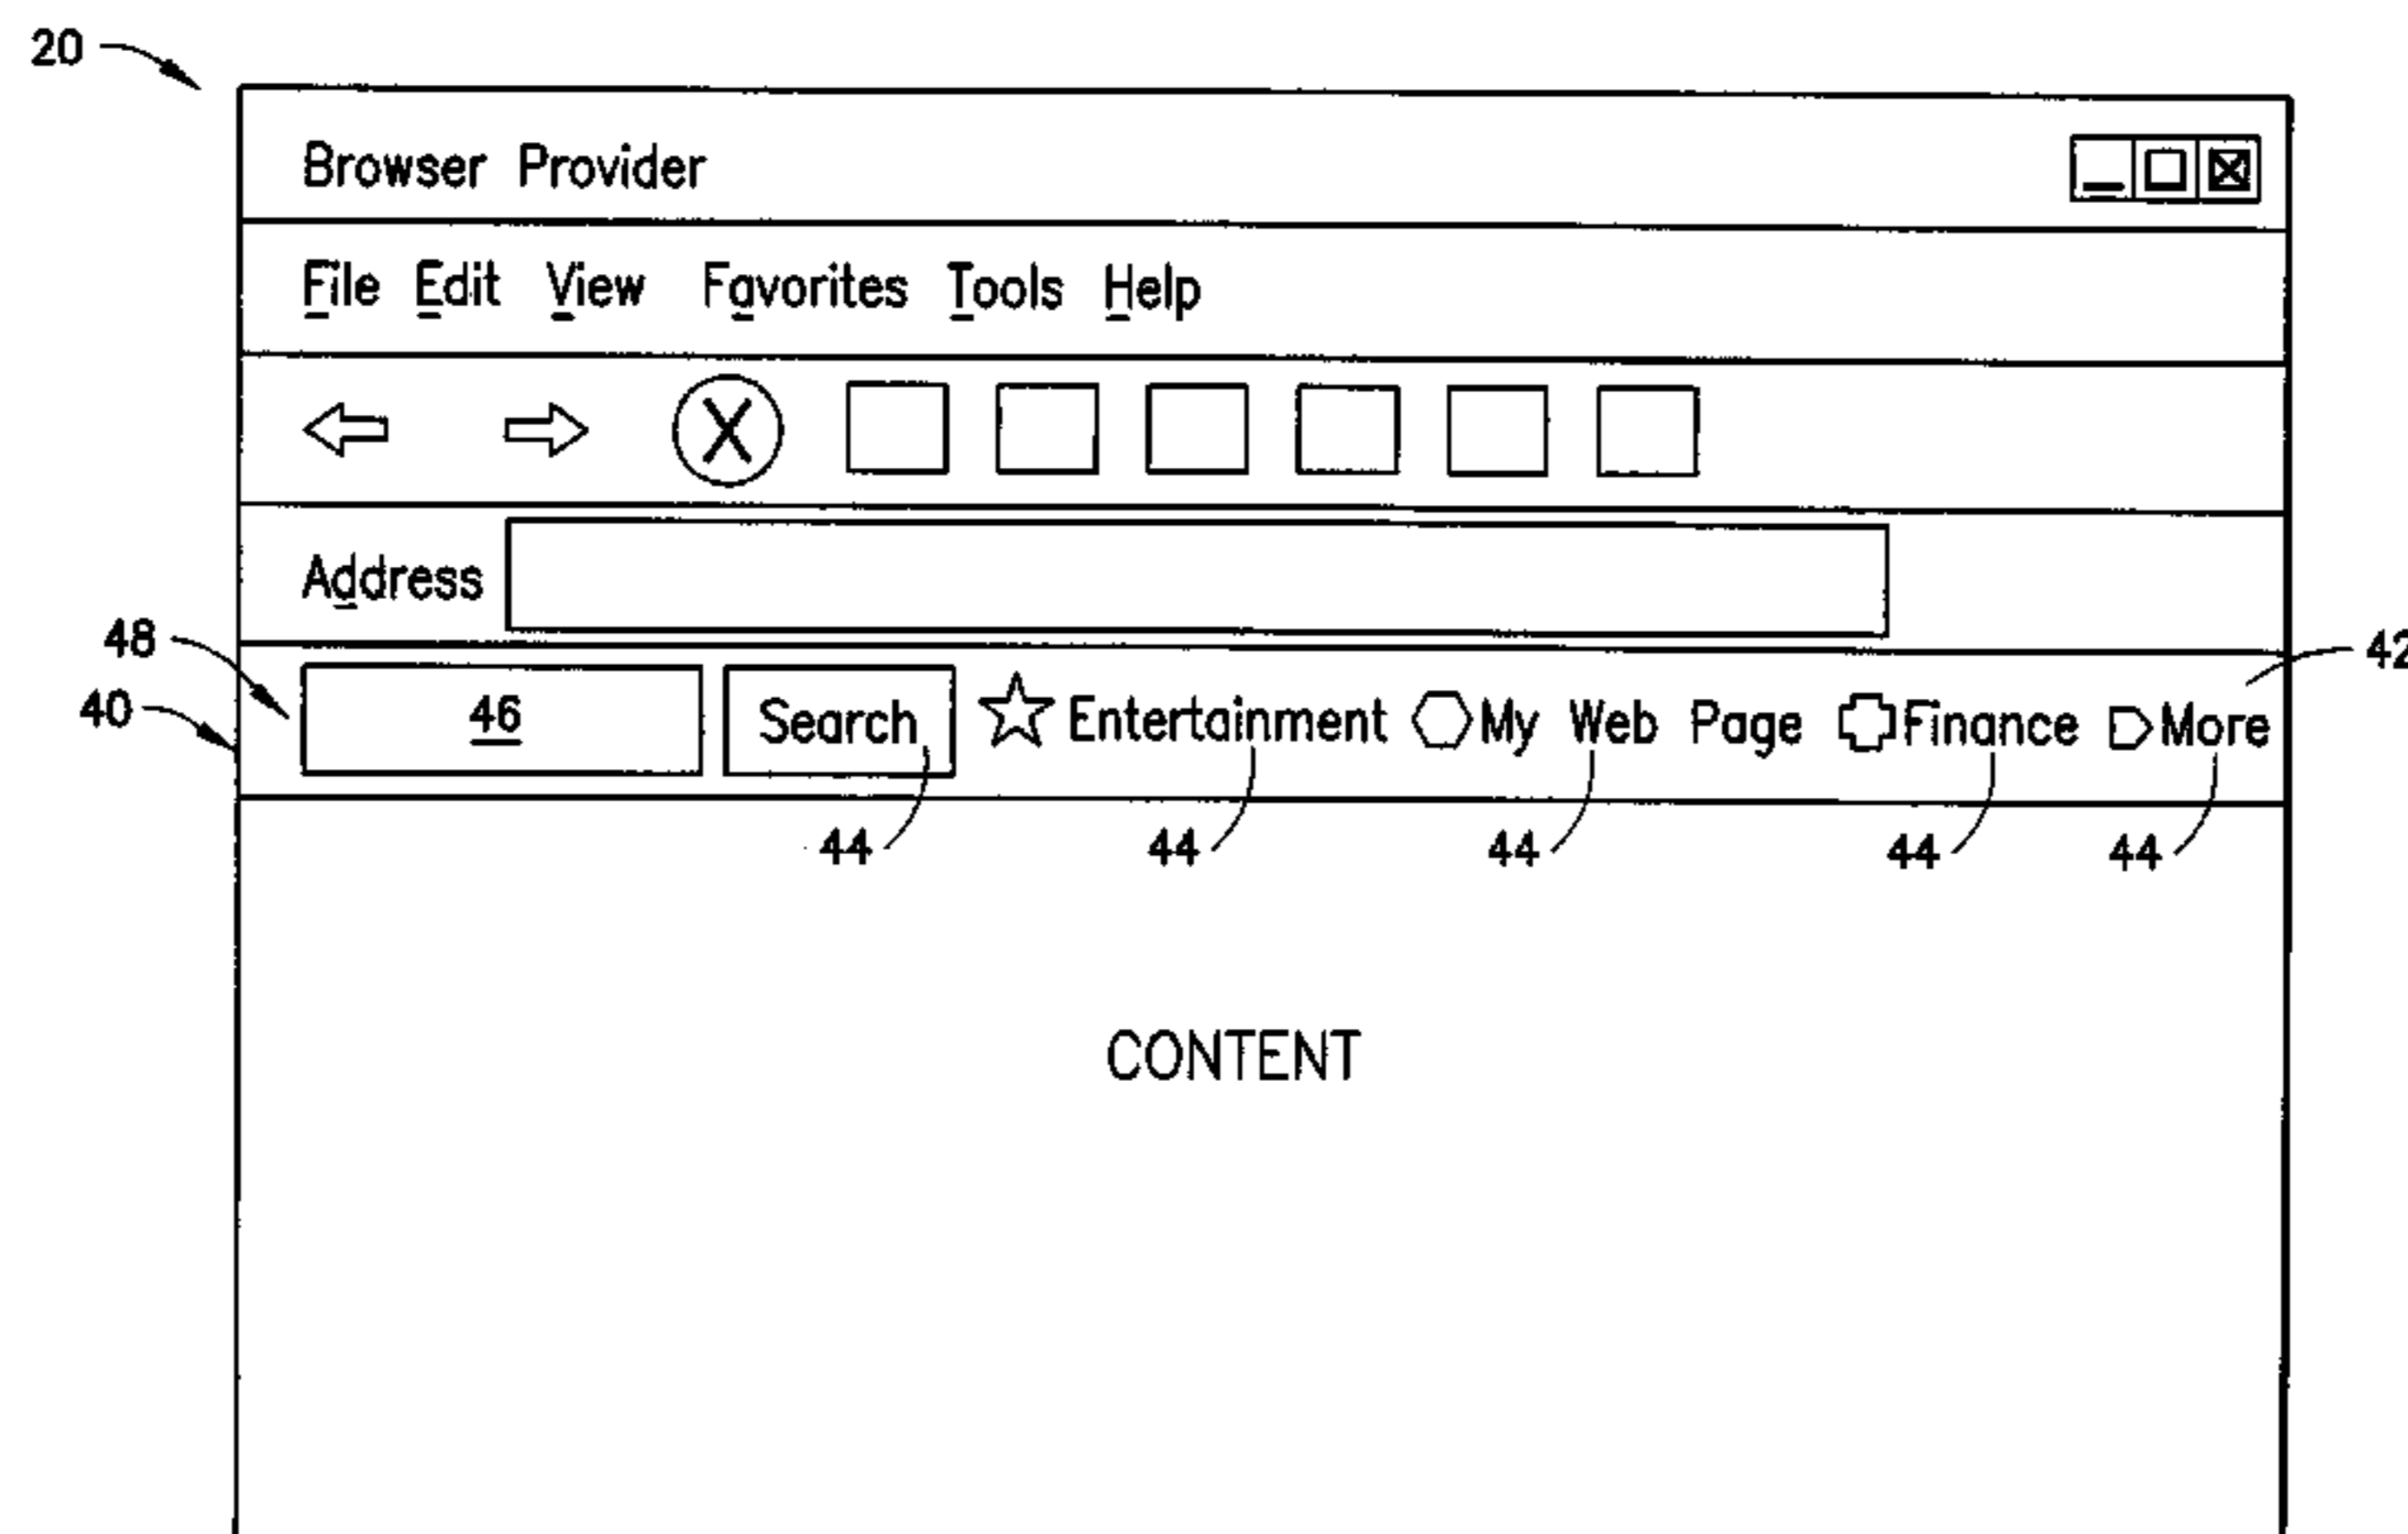 20
Browser Provider
File Edit View Favorites Tools Help
X
Address
48
42
40
46 Search Entertainment My Web Page Finance More
44 44 44 44 44
CONTENT